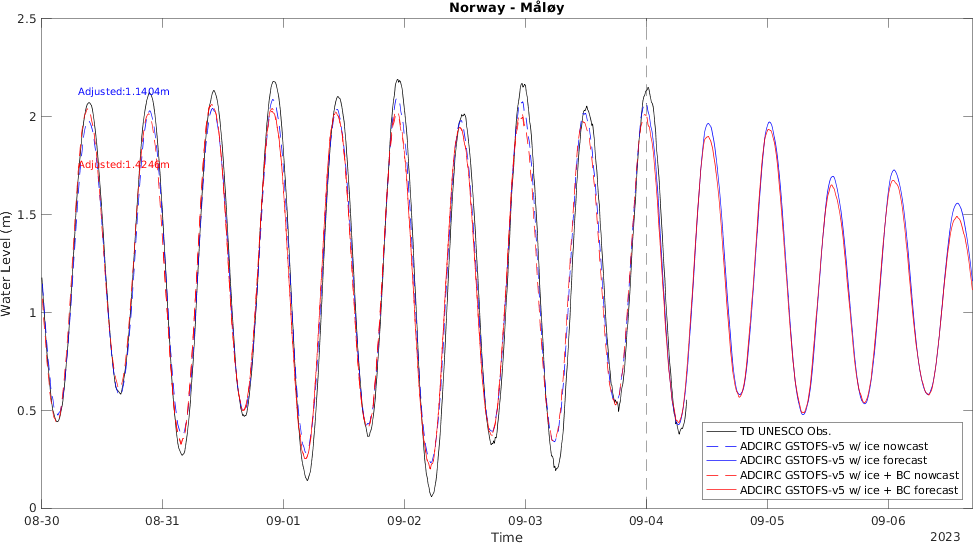 Norway - Måløy
2.5
2
1.5
1
0.5
0
Water Level (m)
Adjusted:1.1404m
Adjusted:1.4246m
TD UNESCO Obs.
ADCIRC GSTOFS-v5 w/ ice nowcast
ADCIRC GSTOFS-v5 w/ ice forecast
ADCIRC GSTOFS-v5 w/ ice + BC nowcast
ADCIRC GSTOFS-v5 w/ ice + BC forecast
08-30 08-31 09-01 09-02 09-03 09-04 09-05 09-06
Time
2023